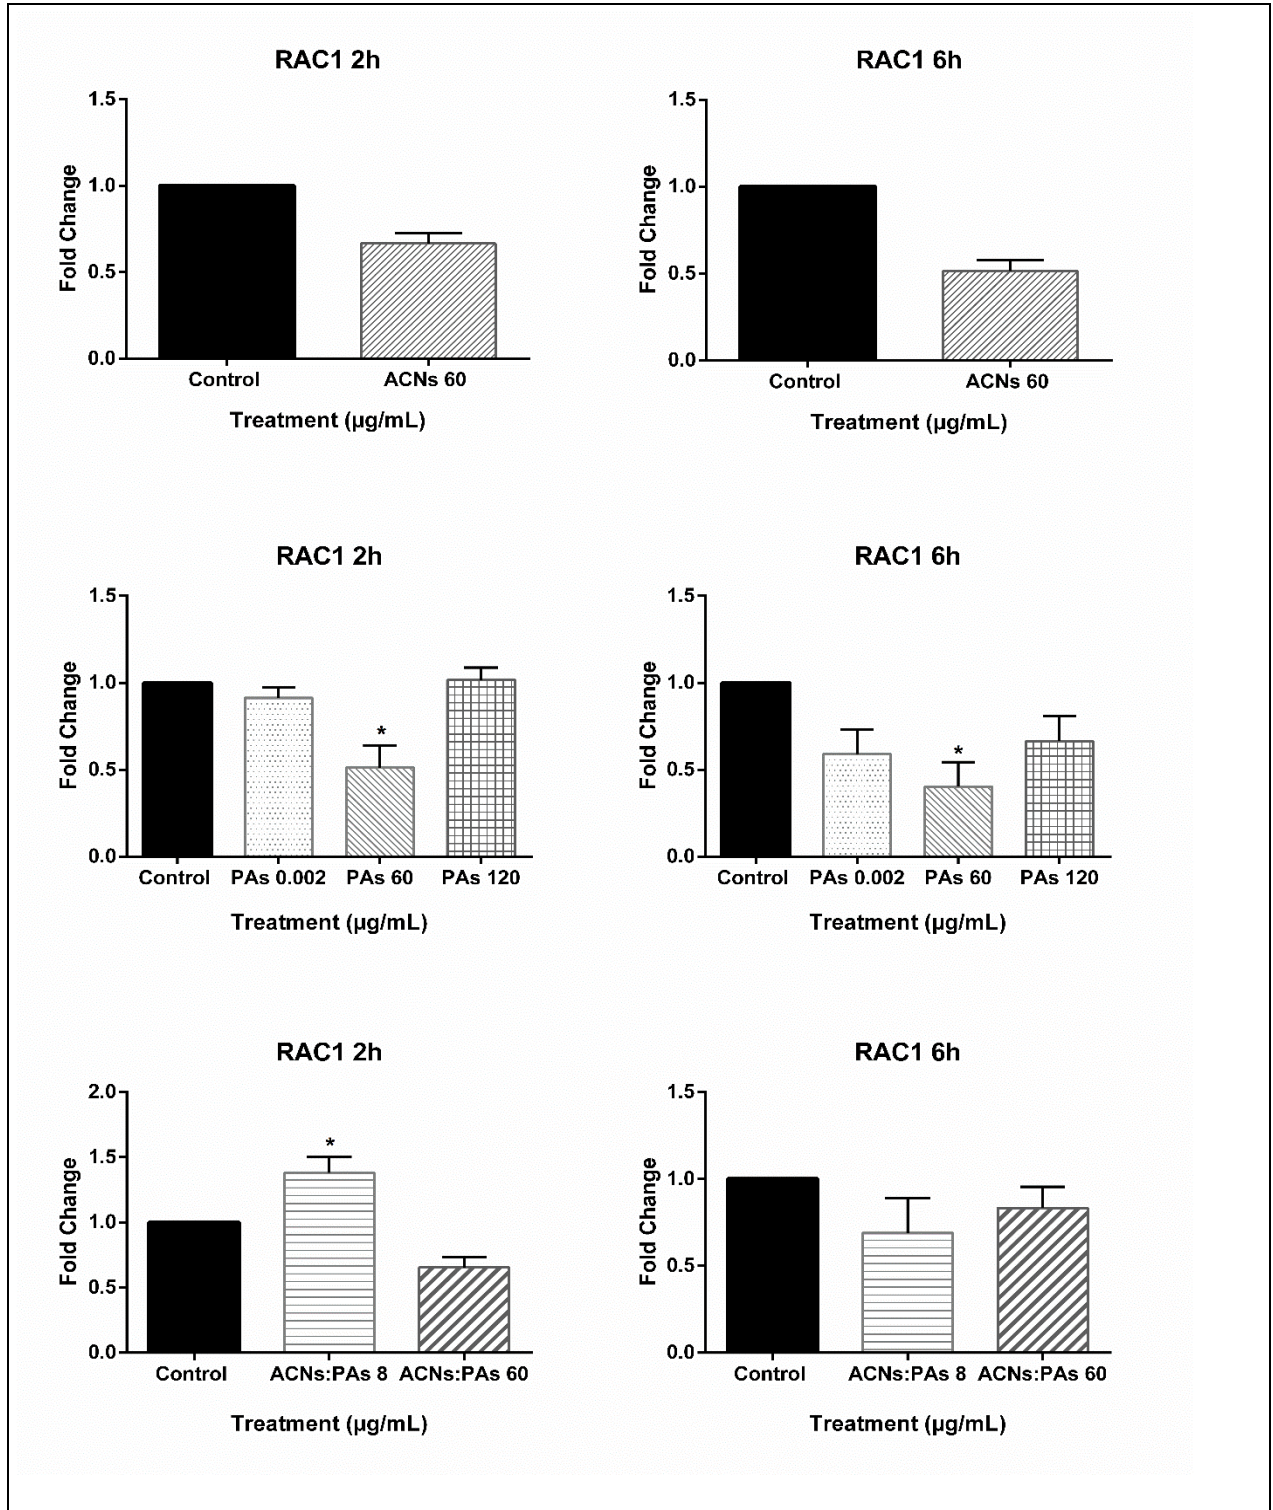 RAC1 2h
1.5
1.0
0.5
0.0
Fold Change
Control ACNs 60
Treatment (µg/mL)
RAC1 6h
1.5
1.0
0.5
0.0
Fold Change
Control ACNs 60
Treatment (µg/mL)
RAC1 2h
1.5
1.0
0.5
0.0
Fold Change
*
Control PAs 0.002 PAs 60 PAs 120
Treatment (µg/mL)
RAC1 6h
1.5
1.0
0.5
0.0
Fold Change
*
Control PAs 0.002 PAs 60 PAs 120
Treatment (µg/mL)
RAC1 2h
2.0
1.5
1.0
0.5
0.0
Fold Change
*
Control ACNs:PAs 8 ACNs:PAs 60
Treatment (µg/mL)
RAC1 6h
1.5
1.0
0.5
0.0
Fold Change
Control ACNs:PAs 8 ACNs:PAs 60
Treatment (µg/mL)